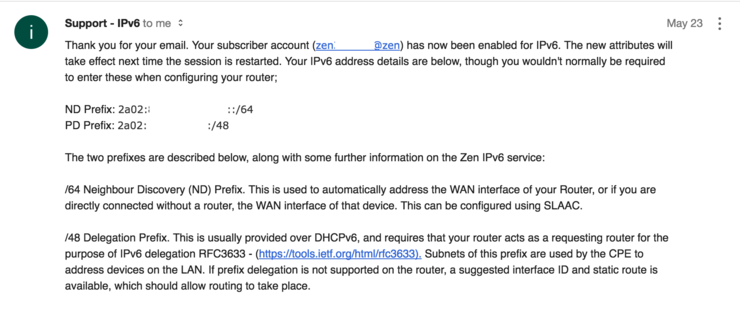 i
Support - IPv6 to me
May 23
Thank you for your email. Your subscriber account (zen @zen) has now been enabled for IPv6. The new attributes will
take effect next time the session is restarted. Your IPv6 address details are below, though you wouldn't normally be required
to enter these when configuring your router;
ND Prefix: 2a02: ::/64
PD Prefix: 2a02: :/48
The two prefixes are described below, along with some further information on the Zen IPv6 service:
/64 Neighbour Discovery (ND) Prefix. This is used to automatically address the WAN interface of your Router, or if you are
directly connected without a router, the WAN interface of that device. This can be configured using SLAAC.
/48 Delegation Prefix. This is usually provided over DHCPv6, and requires that your router acts as a requesting router for the
purpose of IPv6 delegation RFC3633 - (https://tools.ietf.org/html/rfc3633). Subnets of this prefix are used by the CPE to
address devices on the LAN. If prefix delegation is not supported on the router, a suggested interface ID and static route is
available, which should allow routing to take place.